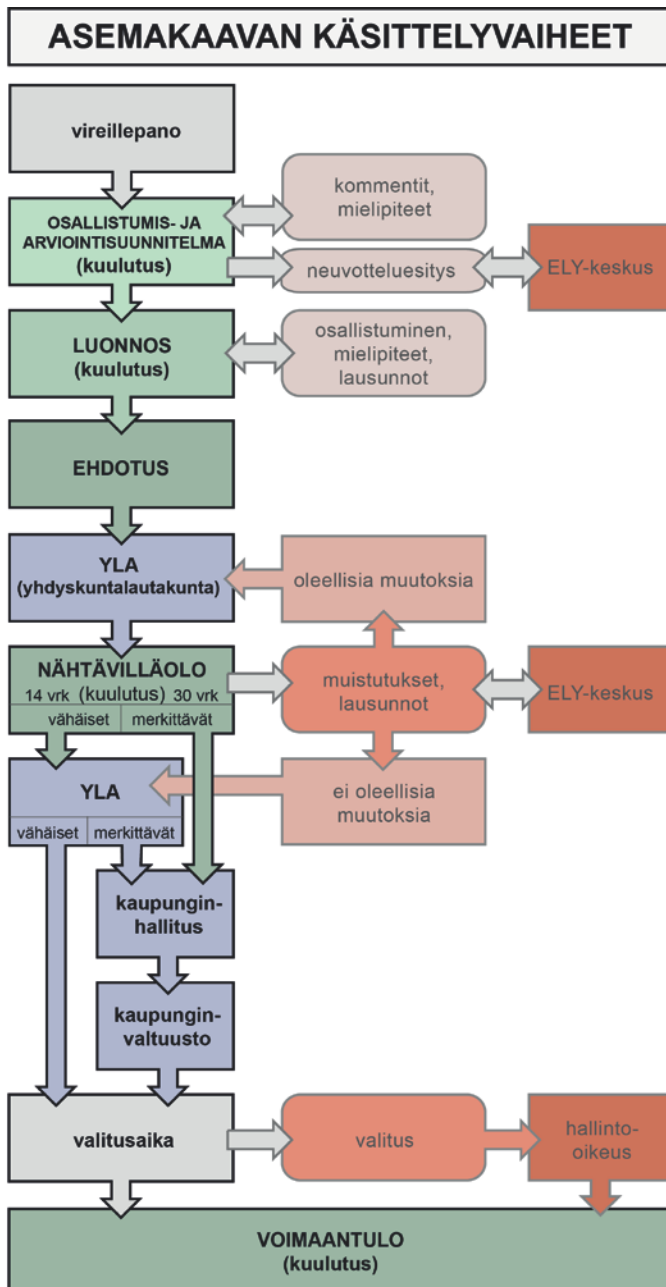 ASEMAKAAVAN KÄSITTELYVAIHEET
vireillepano
OSALLISTUMIS- JA
ARVIOINTISUUNNITELMA
(kuulutus)
kommentit,
mielipiteet
neuvotteluesitys
ELY-keskus
LUONNOS
(kuulutus)
osallistuminen,
mielipiteet,
lausunnot
EHDOTUS
YLA
(yhdyskuntalautakunta)
oleellisia muutoksia
NÄHTÄVILLÄOLO
14 vrk (kuulutus) 30 vrk
vähäiset merkittävät
muistutukset,
lausunnot
ELY-keskus
YLA
vähäiset merkittävät
ei oleellisia
muutoksia
kaupungin-
hallitus
kaupungin-
valtuusto
valitusaika
valitus
hallinto-
oikeus
VOIMAANTULO
(kuulutus)